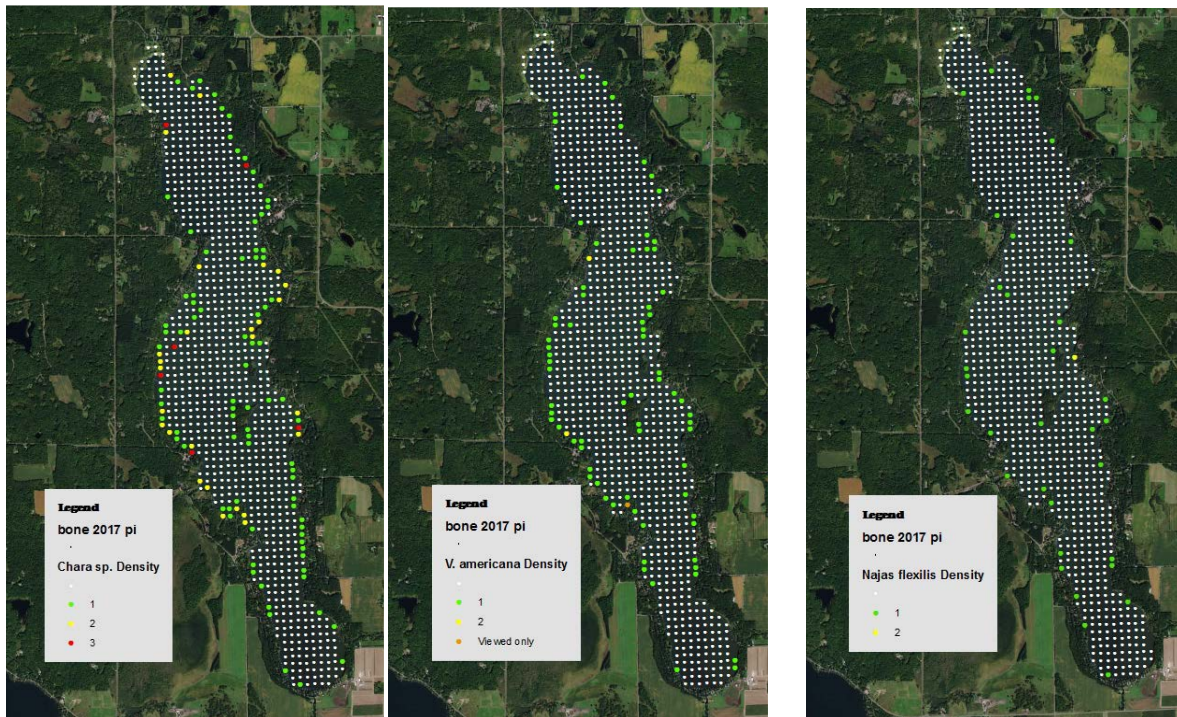 Legend
bone 2017 pi
Chara sp. Density
1
2
3
Legend
bone 2017 pi
V. americana Density
1
2
Viewed only
Legend
bone 2017 pi
Najas flexilis Density
1
2